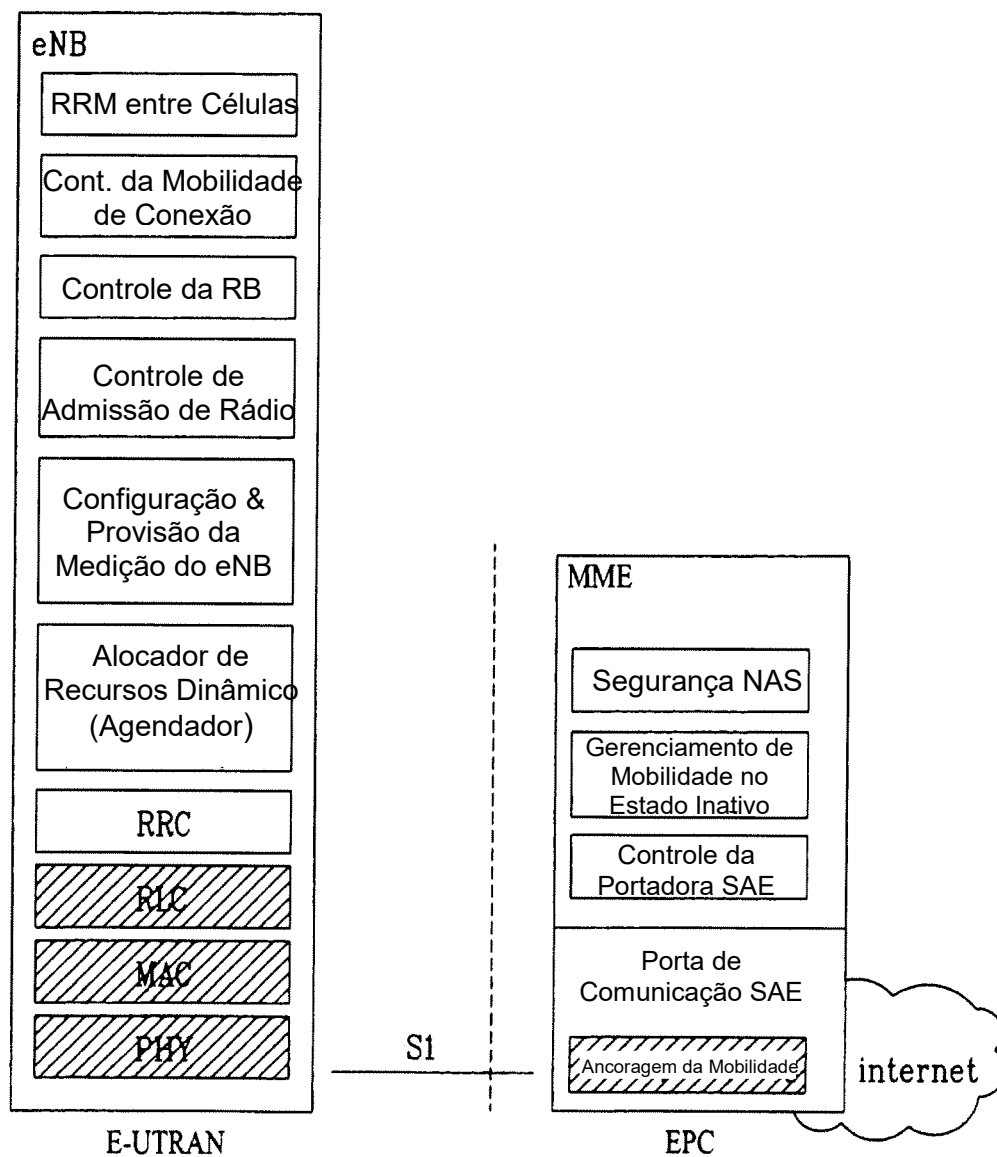 eNB
RRM entre Células
Cont. da Mobilidade
de Conexão
Controle da RB
Controle de
Admissão de Rádio
Configuração &
Provisão da
Medição do eNB
Alocador de
Recursos Dinâmico
(Agendador)
RRC
RLC
MAC
PHY
E-UTRAN
S1
MME
Segurança NAS
Gerenciamento de
Mobilidade no
Estado Inativo
Controle da
Portadora SAE
Porta de
Comunicação SAE
Ancoragem da Mobilidade
EPC
internet